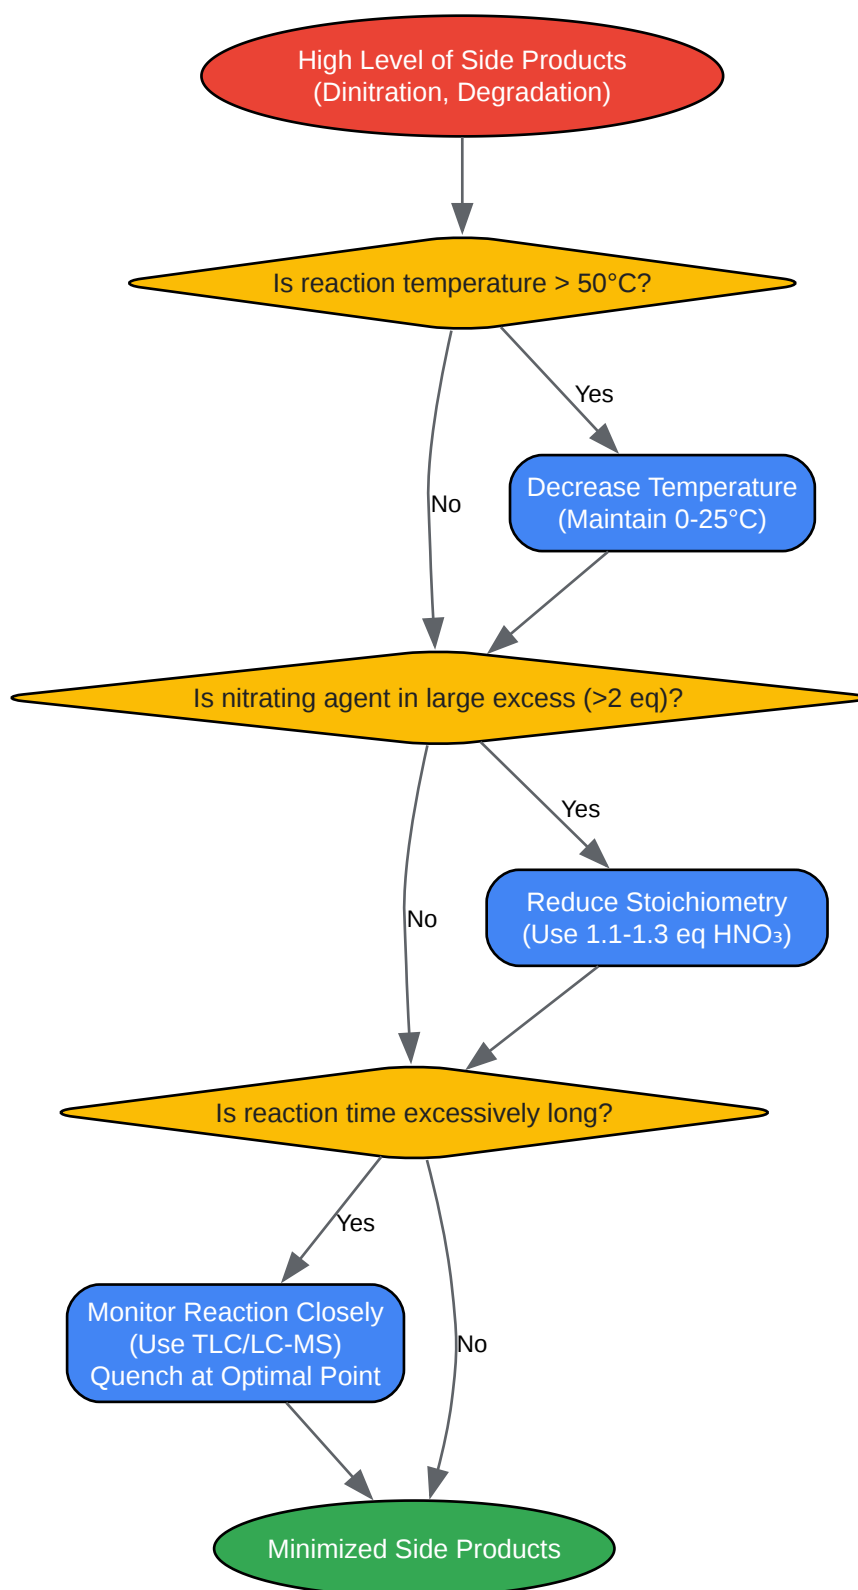 High Level of Side Products
(Dinitration, Degradation)
Is reaction temperature > 50°C?
Yes
No
Decrease Temperature
(Maintain 0-25°C)
Is nitrating agent in large excess (>2 eq)?
Yes
No
Reduce Stoichiometry
(Use 1.1-1.3 eq HNO₃)
Is reaction time excessively long?
Yes
Monitor Reaction Closely
(Use TLC/LC-MS)
Quench at Optimal Point
No
Minimized Side Products